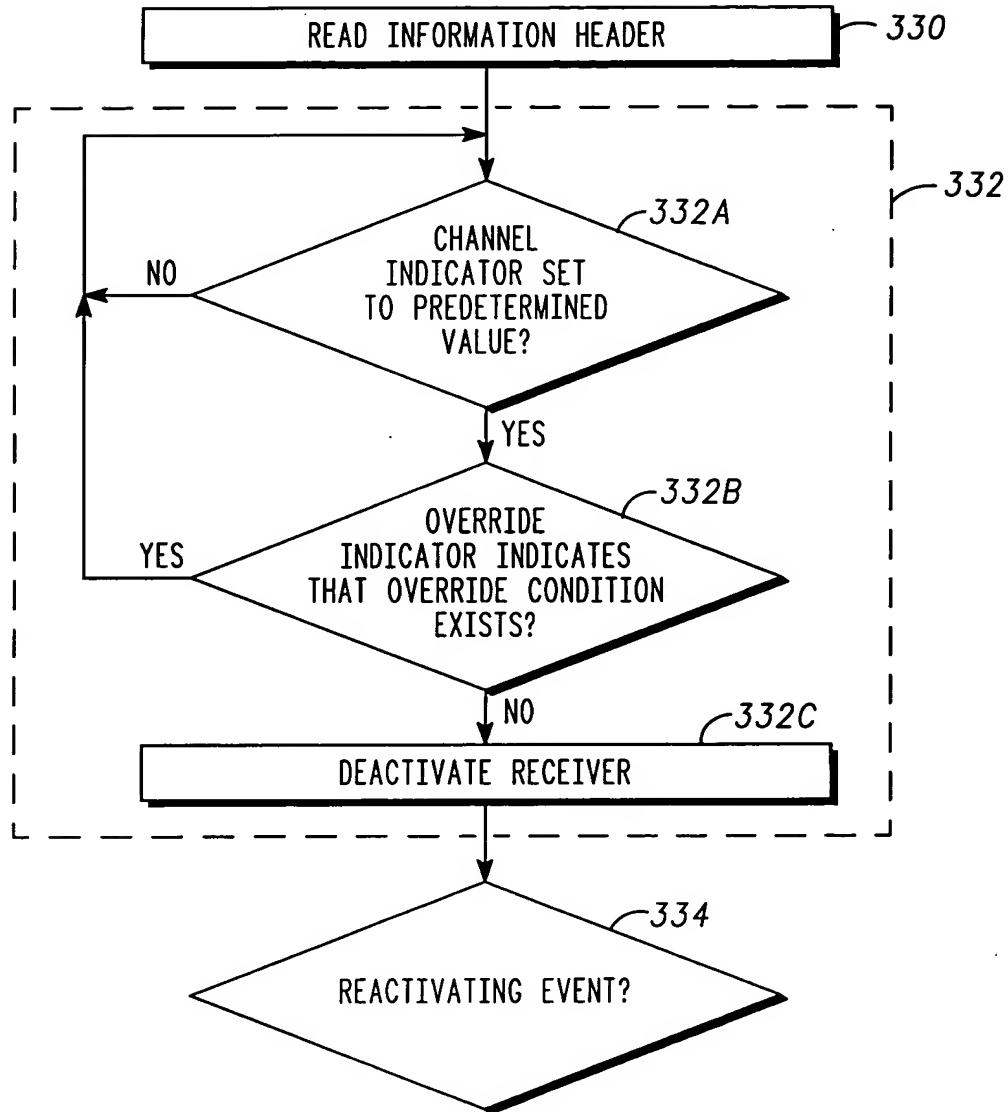 READ INFORMATION HEADER
330
332
332A
CHANNEL
INDICATOR SET
TO PREDETERMINED
VALUE?
NO
YES
332B
OVERRIDE
INDICATOR INDICATES
THAT OVERRIDE CONDITION
EXISTS?
YES
NO
332C
DEACTIVATE RECEIVER
334
REACTIVATING EVENT?